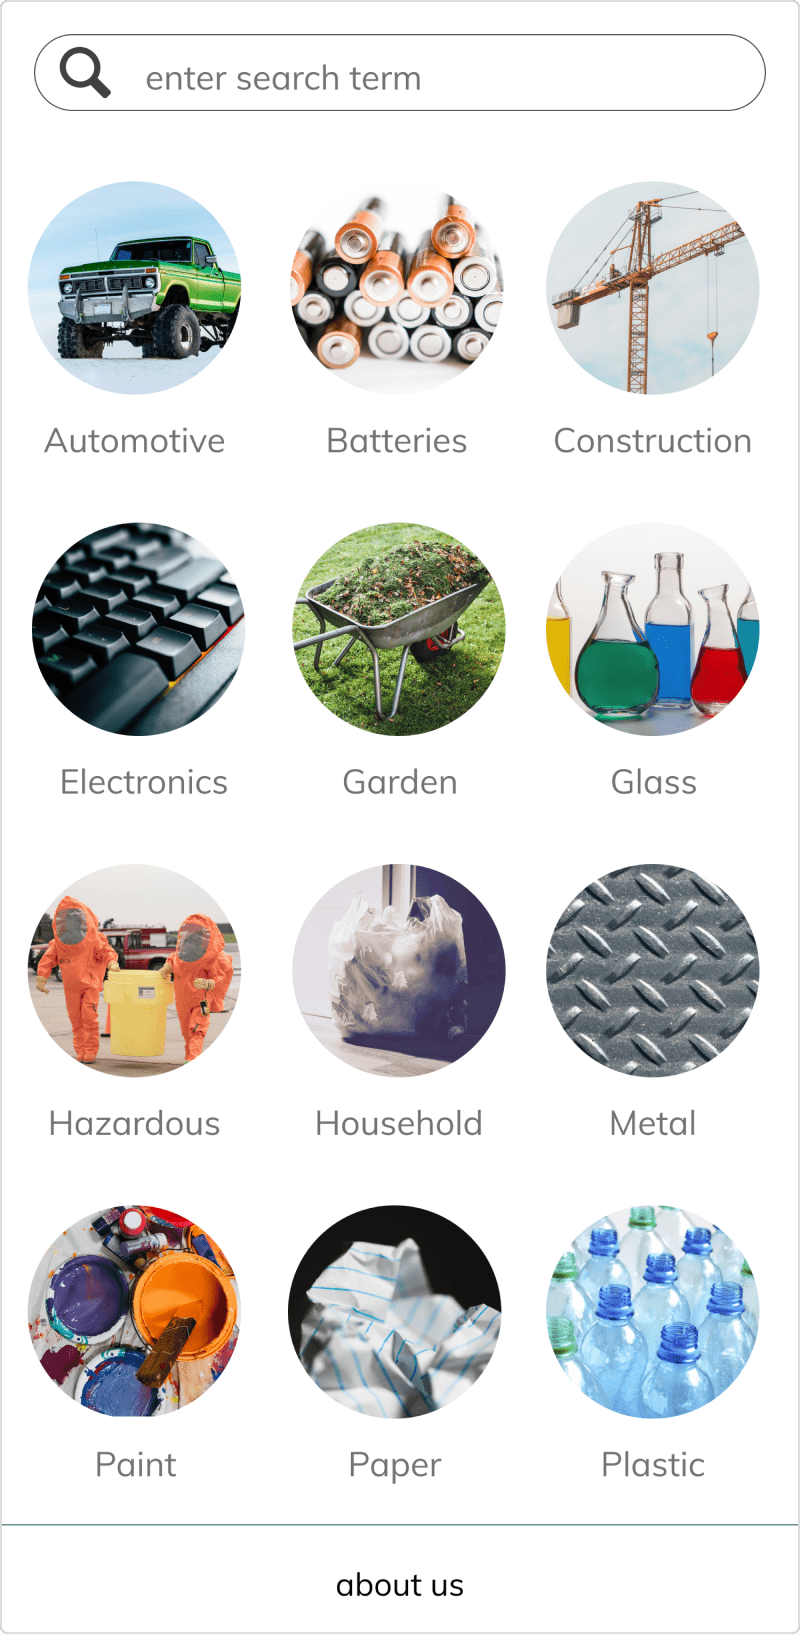 enter search term
Automotive
Batteries
Construction
Electronics
Garden
Glass
Hazardous
Household
Metal
Paint
Paper
Plastic
about us